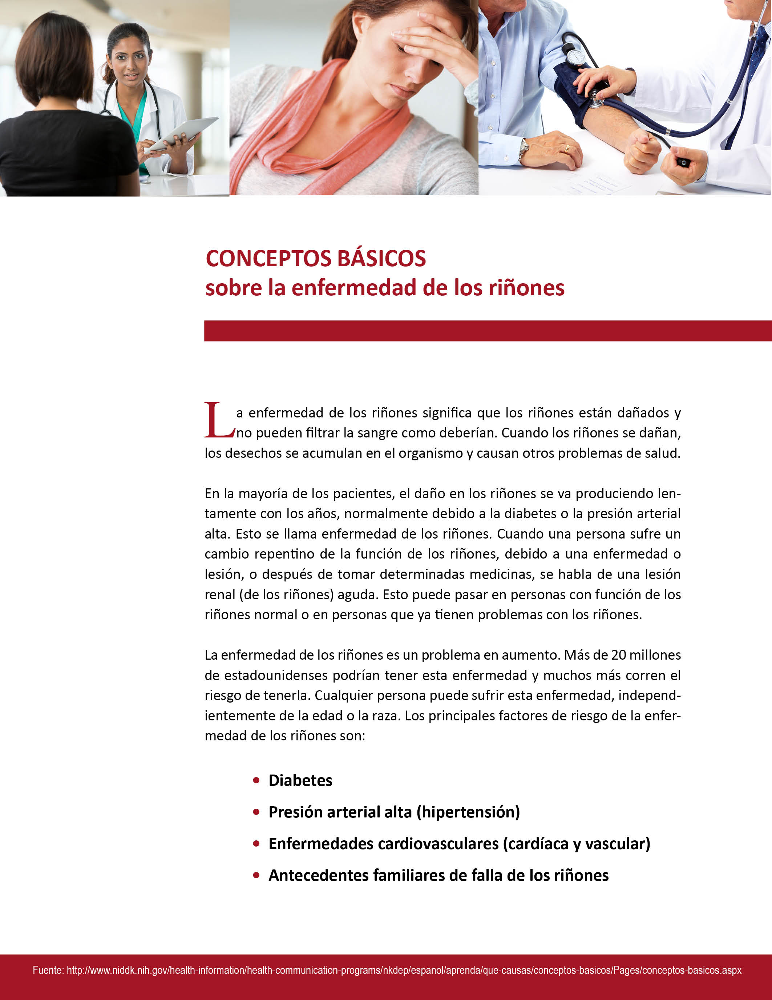 CONCEPTOS BÁSICOS
sobre la enfermedad de los riñones
La enfermedad de los riñones significa que los riñones están dañados y
no pueden filtrar la sangre como deberían. Cuando los riñones se dañan,
los desechos se acumulan en el organismo y causan otros problemas de salud.
En la mayoría de los pacientes, el daño en los riñones se va produciendo len-
tamente con los años, normalmente debido a la diabetes o la presión arterial
alta. Esto se llama enfermedad de los riñones. Cuando una persona sufre un
cambio repentino de la función de los riñones, debido a una enfermedad o
lesión, o después de tomar determinadas medicinas, se habla de una lesión
renal (de los riñones) aguda. Esto puede pasar en personas con función de los
riñones normal o en personas que ya tienen problemas con los riñones.
La enfermedad de los riñones es un problema en aumento. Más de 20 millones
de estadounidenses podrían tener esta enfermedad y muchos más corren el
riesgo de tenerla. Cualquier persona puede sufrir esta enfermedad, independ-
ientemente de la edad o la raza. Los principales factores de riesgo de la enfer-
medad de los riñones son:
• Diabetes
• Presión arterial alta (hipertensión)
• Enfermedades cardiovasculares (cardíaca y vascular)
• Antecedentes familiares de falla de los riñones
Fuente: http://www.niddk.nih.gov/health-information/health-communication-programs/nkdep/espanol/aprenda/que-causas/conceptos-basicos/Pages/conceptos-basicos.aspx